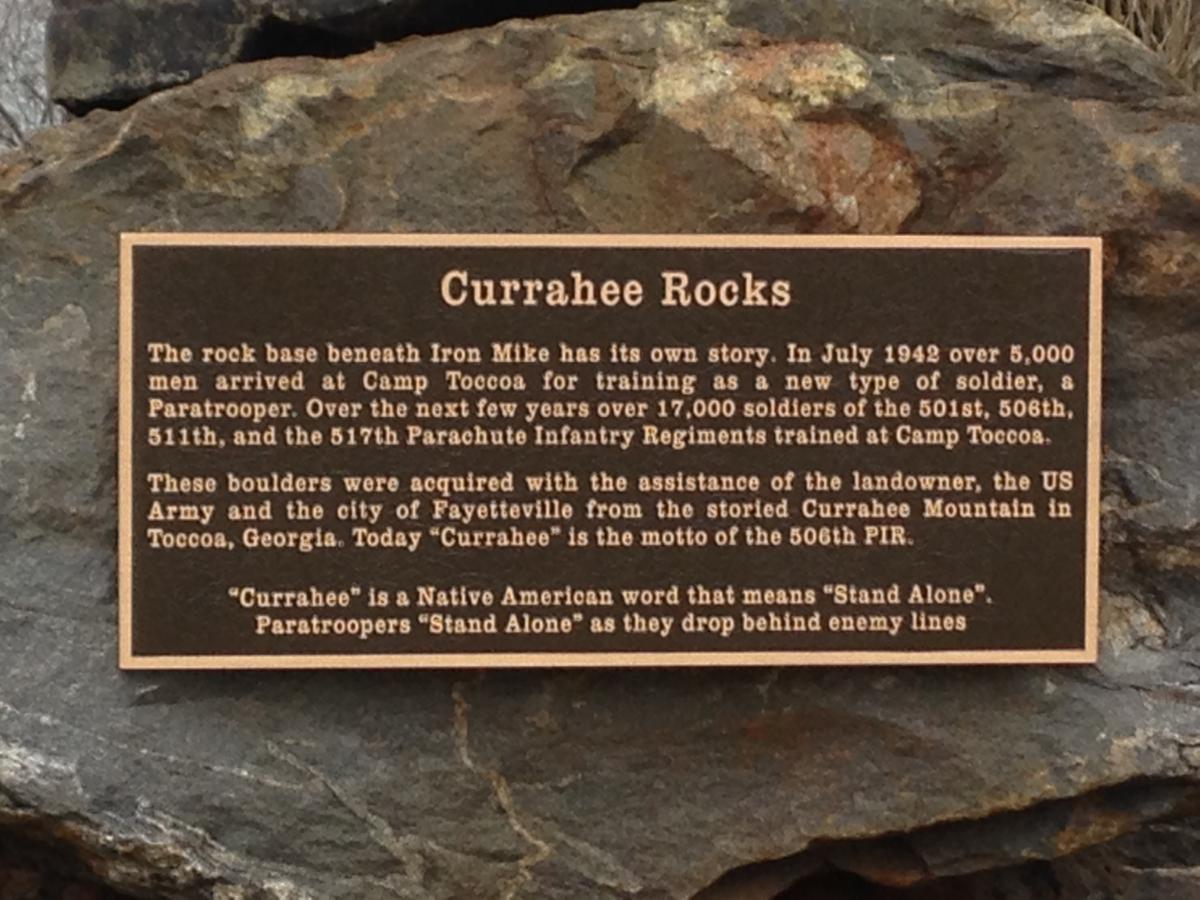 Currahee Rocks
The rock base beneath Iron Mike has its own story. In July 1942 over 5,000
men arrived at Camp Toccoa for training as a new type of soldier, a
Paratrooper. Over the next few years over 17,000 soldiers of the 501st, 506th,
511th, and the 517th Parachute Infantry Regiments trained at Camp Toccoa.
These boulders were acquired with the assistance of the landowner, the US
Army and the city of Fayetteville from the storied Currahee Mountain in
Toccoa, Georgia. Today “Currahee” is the motto of the 506th PIR.
“Currahee” is a Native American word that means “Stand Alone”.
Paratroopers “Stand Alone” as they drop behind enemy lines